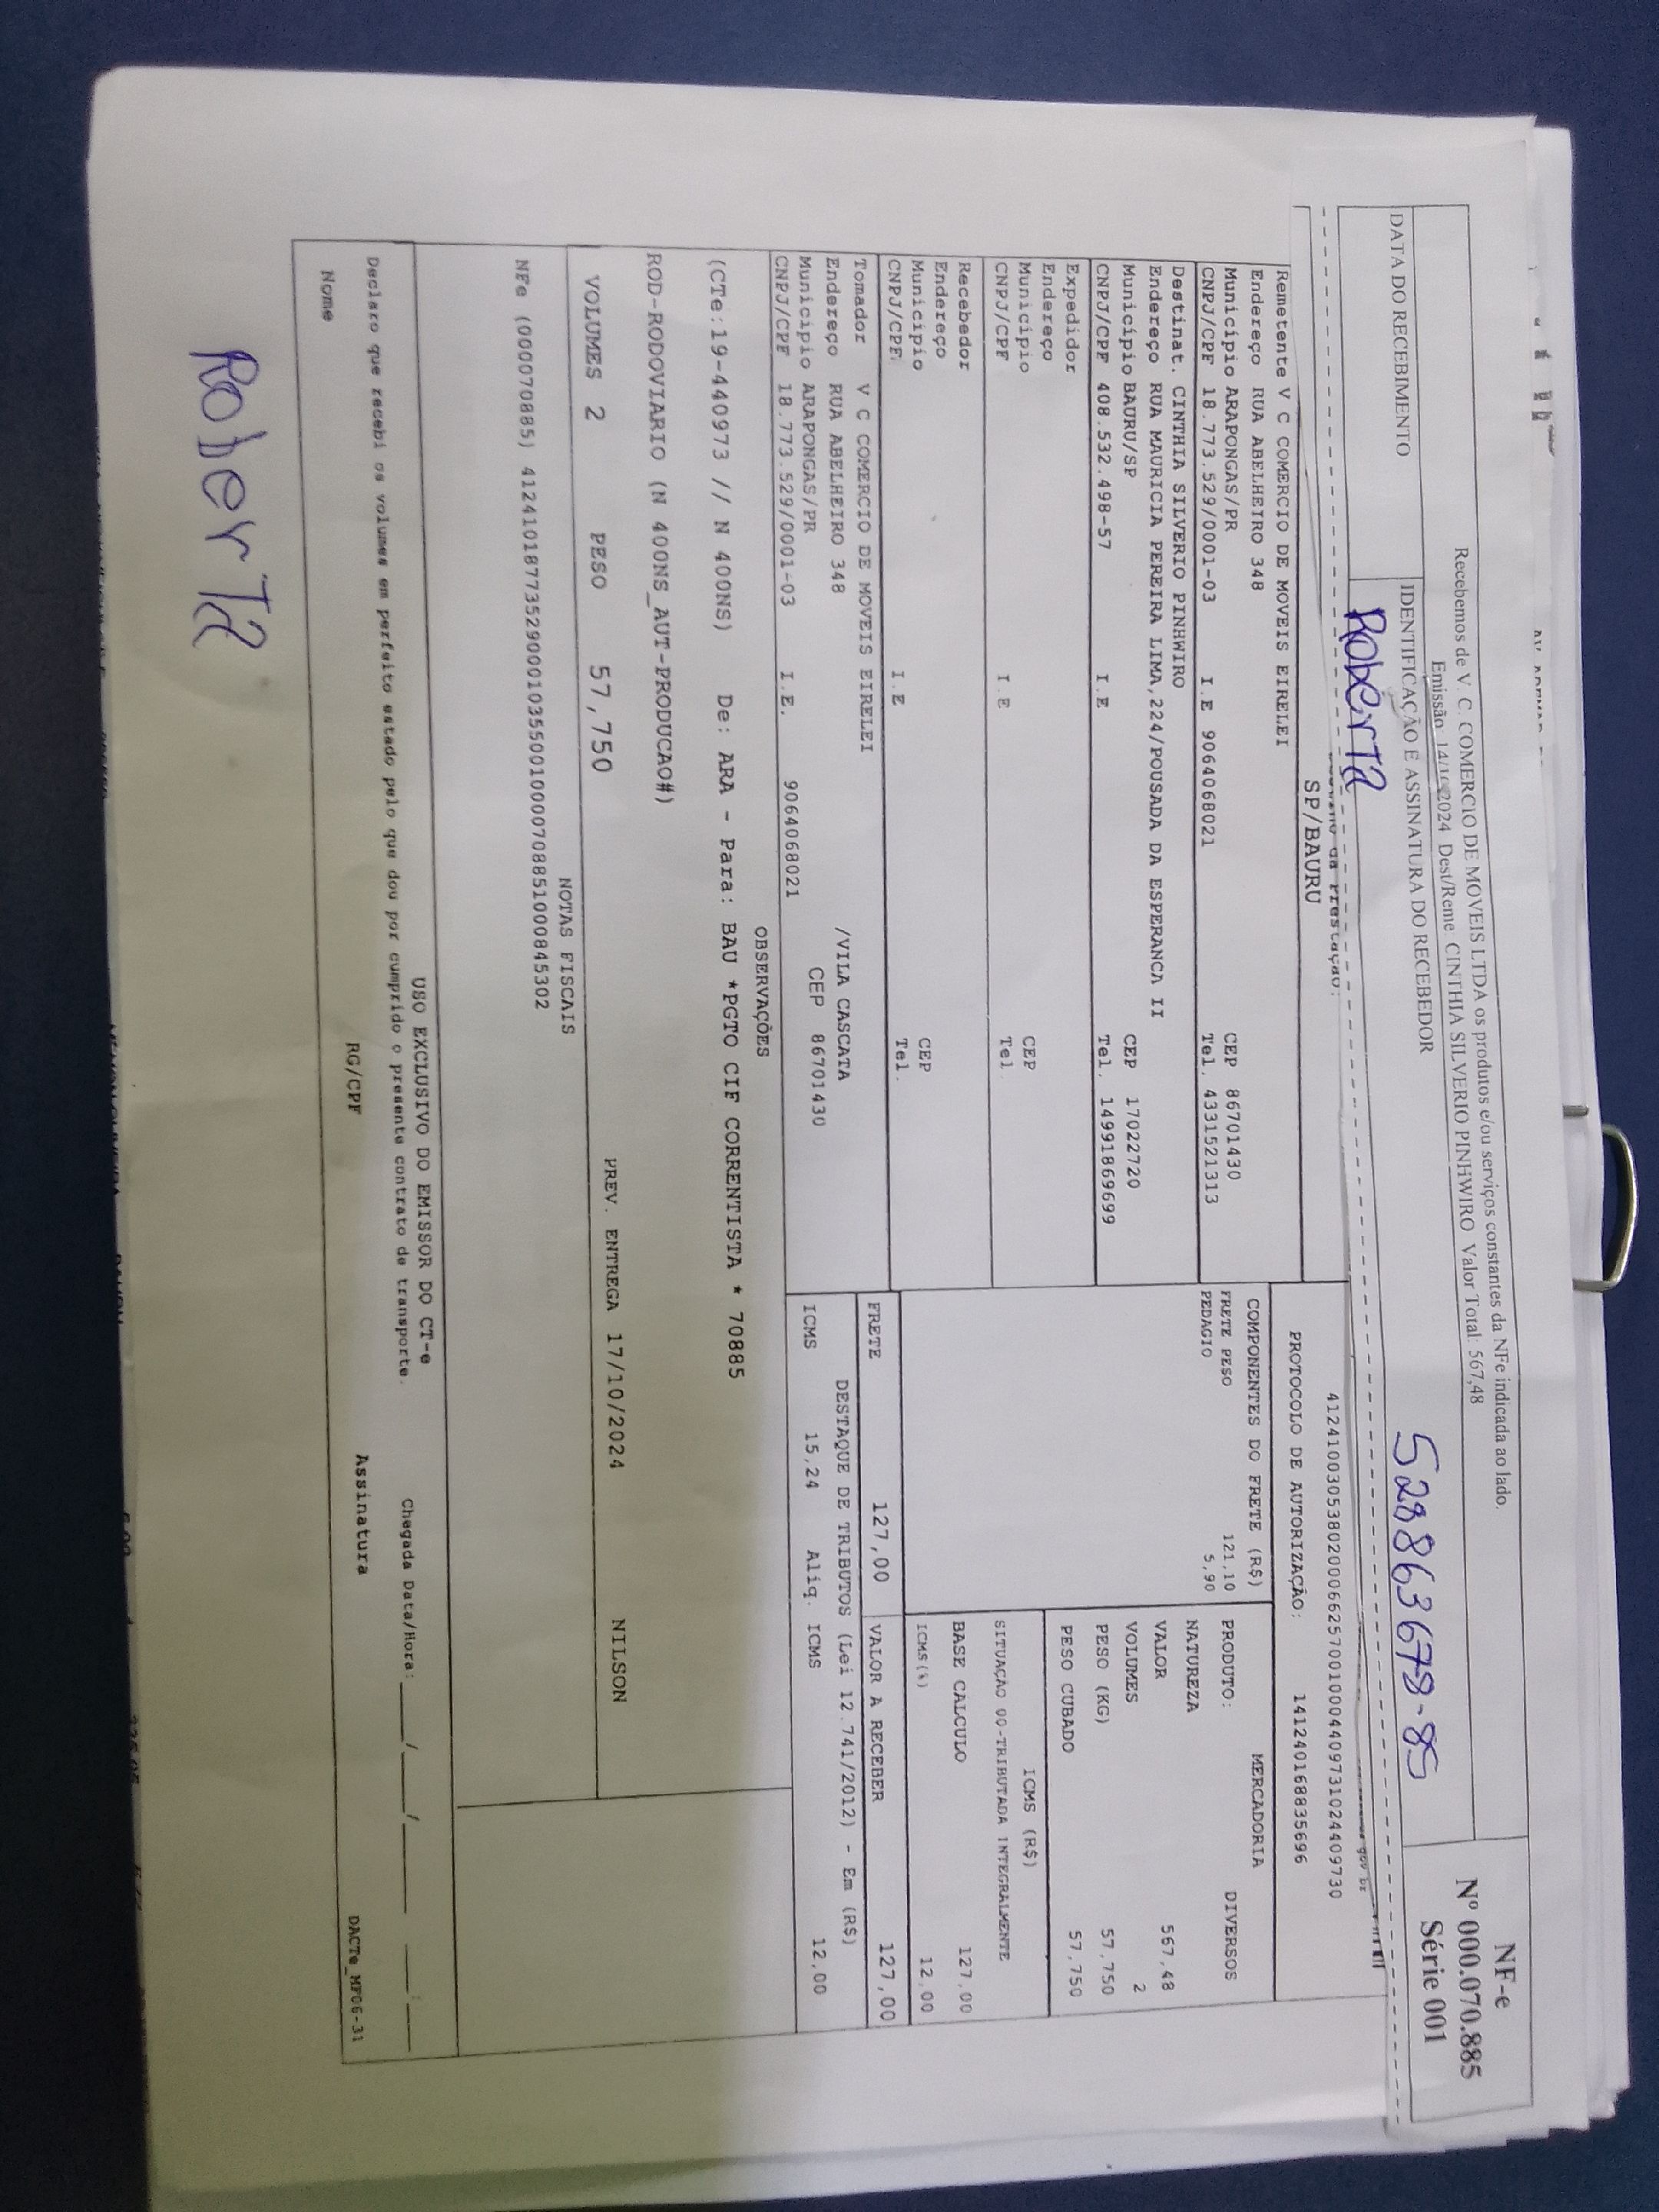 Recebemos de V. C. COMERCIO DE MOVEIS LTDA os produtos e/ou serviços constantes da NFe indicada ao lado.
Emissão 14/10/2024 Dest/Reme CINTHIA SILVERIO PINHWIRO Valor Total: 567,48
NF-e
Nº 000.070.885
Série 001
DATA DO RECEBIMENTO
IDENTIFICAÇÃO E ASSINATURA DO RECEBEDOR
RoberTa
528863678-85
da Prestação:
SP/BAURU
gov br
41241003053802000662570010004409731024409730
PROTOCOLO DE AUTORIZAÇÃO: 141240168835696
Remetente V C COMERCIO DE MOVEIS EIRELEI
Endereço RUA ABELHEIRO 348
Município ARAPONGAS/PR CEP 86701430
CNPJ/CPF 18.773.529/0001-03 I.E 9064068021 Tel. 4331521313
Destinat. CINTHIA SILVERIO PINHWIRO
Endereço RUA MAURICIA PEREIRA LIMA,224/POUSADA DA ESPERANCA II
Município BAURU/SP CEP 17022720
CNPJ/CPF 408.532.498-57 I.E Tel. 14991869699
Expedidor
Endereço
Município CEP
CNPJ/CPF I.E Tel.
Recebedor
Endereço
Município CEP
CNPJ/CPF I.E Tel.
Tomador V C COMERCIO DE MOVEIS EIRELEI
Endereço RUA ABELHEIRO 348 /VILA CASCATA
Município ARAPONGAS/PR CEP 86701430
CNPJ/CPF 18.773.529/0001-03 I.E. 9064068021
COMPONENTES DO FRETE (R$)
FRETE PESO 121,10
PEDAGIO 5,90
MERCADORIA
PRODUTO: DIVERSOS
NATUREZA
VALOR 567,48
VOLUMES 2
PESO (KG) 57,750
PESO CUBADO 57,750
ICMS (R$)
SITUAÇÃO 00-TRIBUTADA INTEGRALMENTE
BASE CALCULO 127,00
ICMS(%) 12,00
FRETE 127,00
VALOR A RECEBER 127,00
DESTAQUE DE TRIBUTOS (Lei 12.741/2012) - Em (R$)
ICMS 15,24 Aliq. ICMS 12,00
OBSERVAÇÕES
(CTe:19-440973 // N 400NS) De: ARA - Para: BAU *PGTO CIF CORRENTISTA * 70885
ROD-RODOVIARIO (N 400NS_AUT-PRODUCAO#)
VOLUMES 2 PESO 57,750 PREV. ENTREGA 17/10/2024 NILSON
NOTAS FISCAIS
NFe (000070885) 41241018773529000103550010000708851000845302
USO EXCLUSIVO DO EMISSOR DO CT-e
Declaro que recebi os volumes em perfeito estado pelo que dou por cumprido o presente contrato de transporte. Chegada Data/Hora: ___/___/____ __:__
Nome RG/CPF Assinatura DACTe_MF06-31
RoberTa